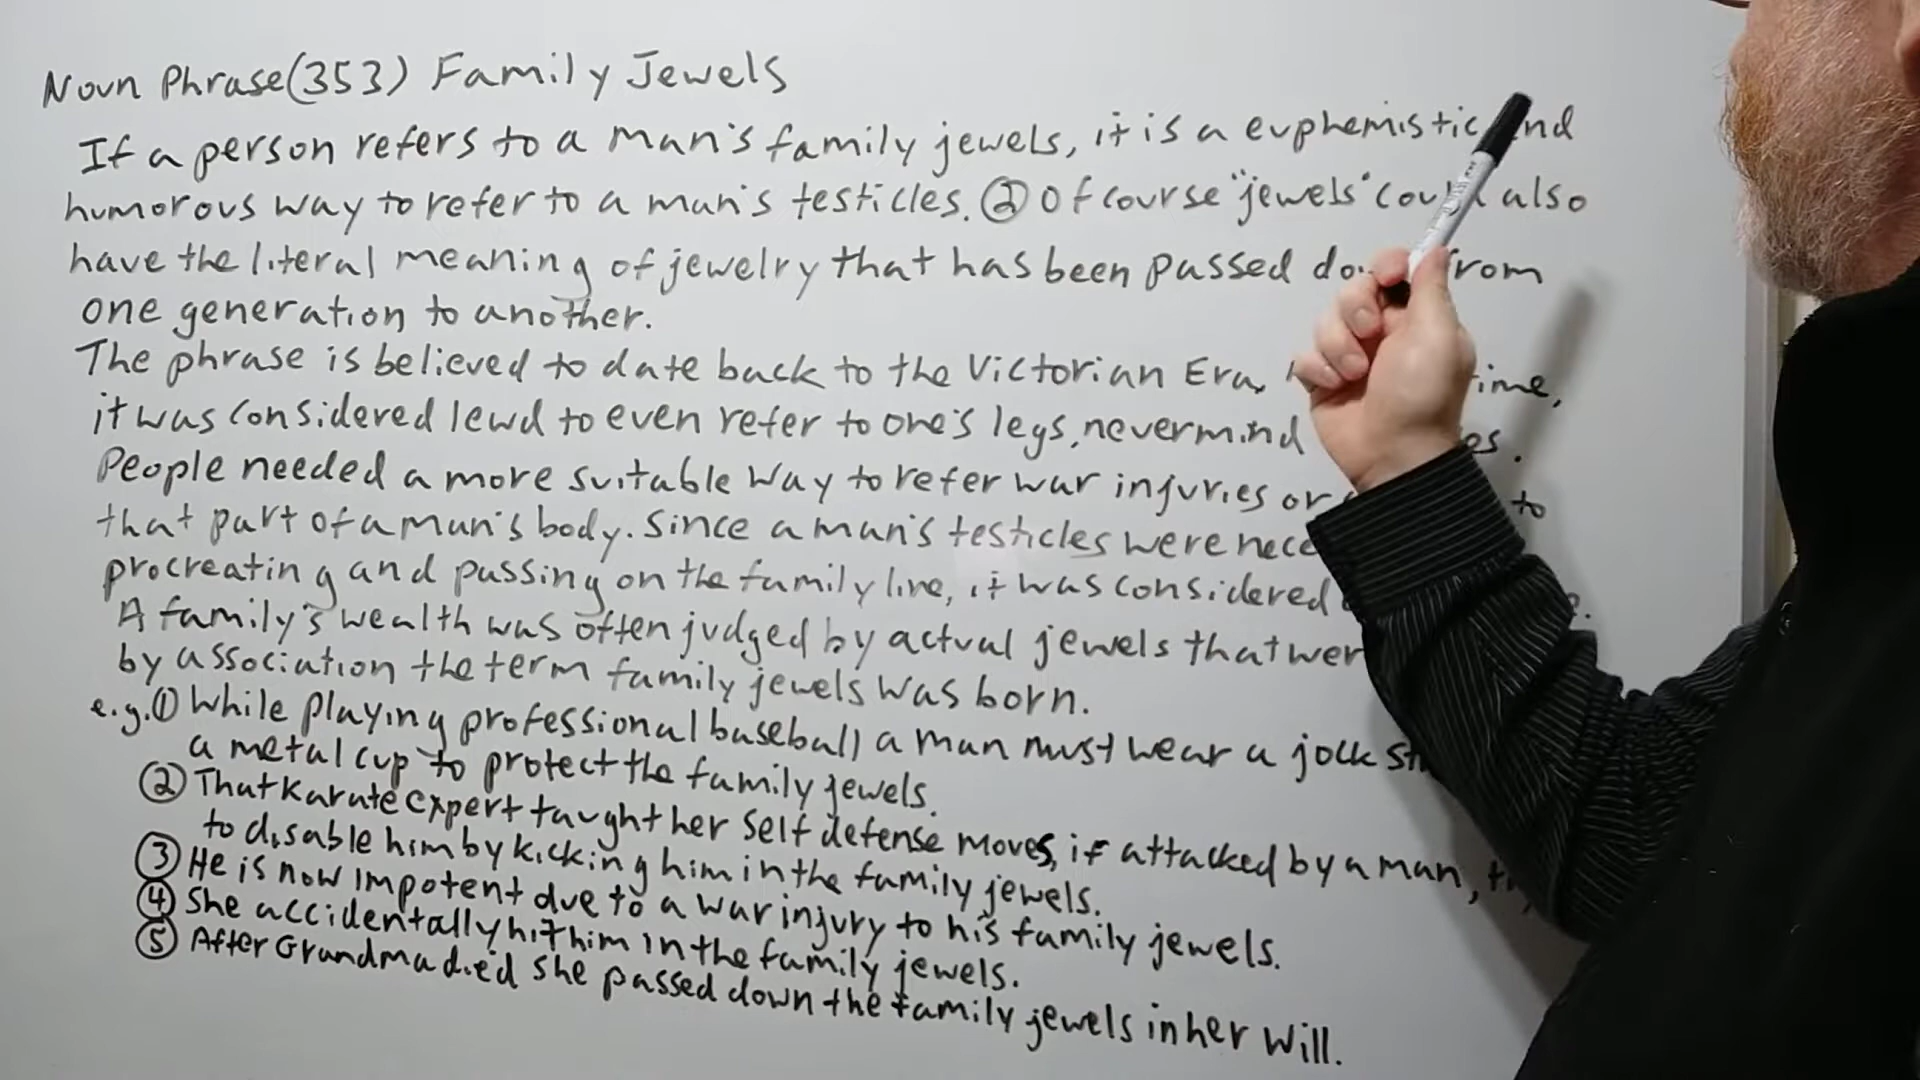 Noun Phrase(353) Family Jewels
If a person refers to a man's family jewels, it is a euphemistic and
humorous way to refer to a man's testicles. ② Of course "jewels" could also
have the literal meaning of jewelry that has been passed down from
one generation to another.
The phrase is believed to date back to the Victorian Era, time,
it was considered lewd to even refer to one's legs, nevermind
People needed a more suitable way to refer war injuries or to
that part of a man's body. Since a man's testicles were
procreating and passing on the family line, it was considered
A family's wealth was often judged by actual jewels that
by association the term family jewels was born.
e.g. ① While playing professional baseball a man must wear a jock
a metal cup to protect the family jewels.
② That Karate expert taught her self defense moves, if attacked by a man,
to disable him by kicking him in the family jewels.
③ He is now impotent due to a war injury to his family jewels.
④ She accidentally hit him in the family jewels.
⑤ After Grandma died she passed down the family jewels in her will.